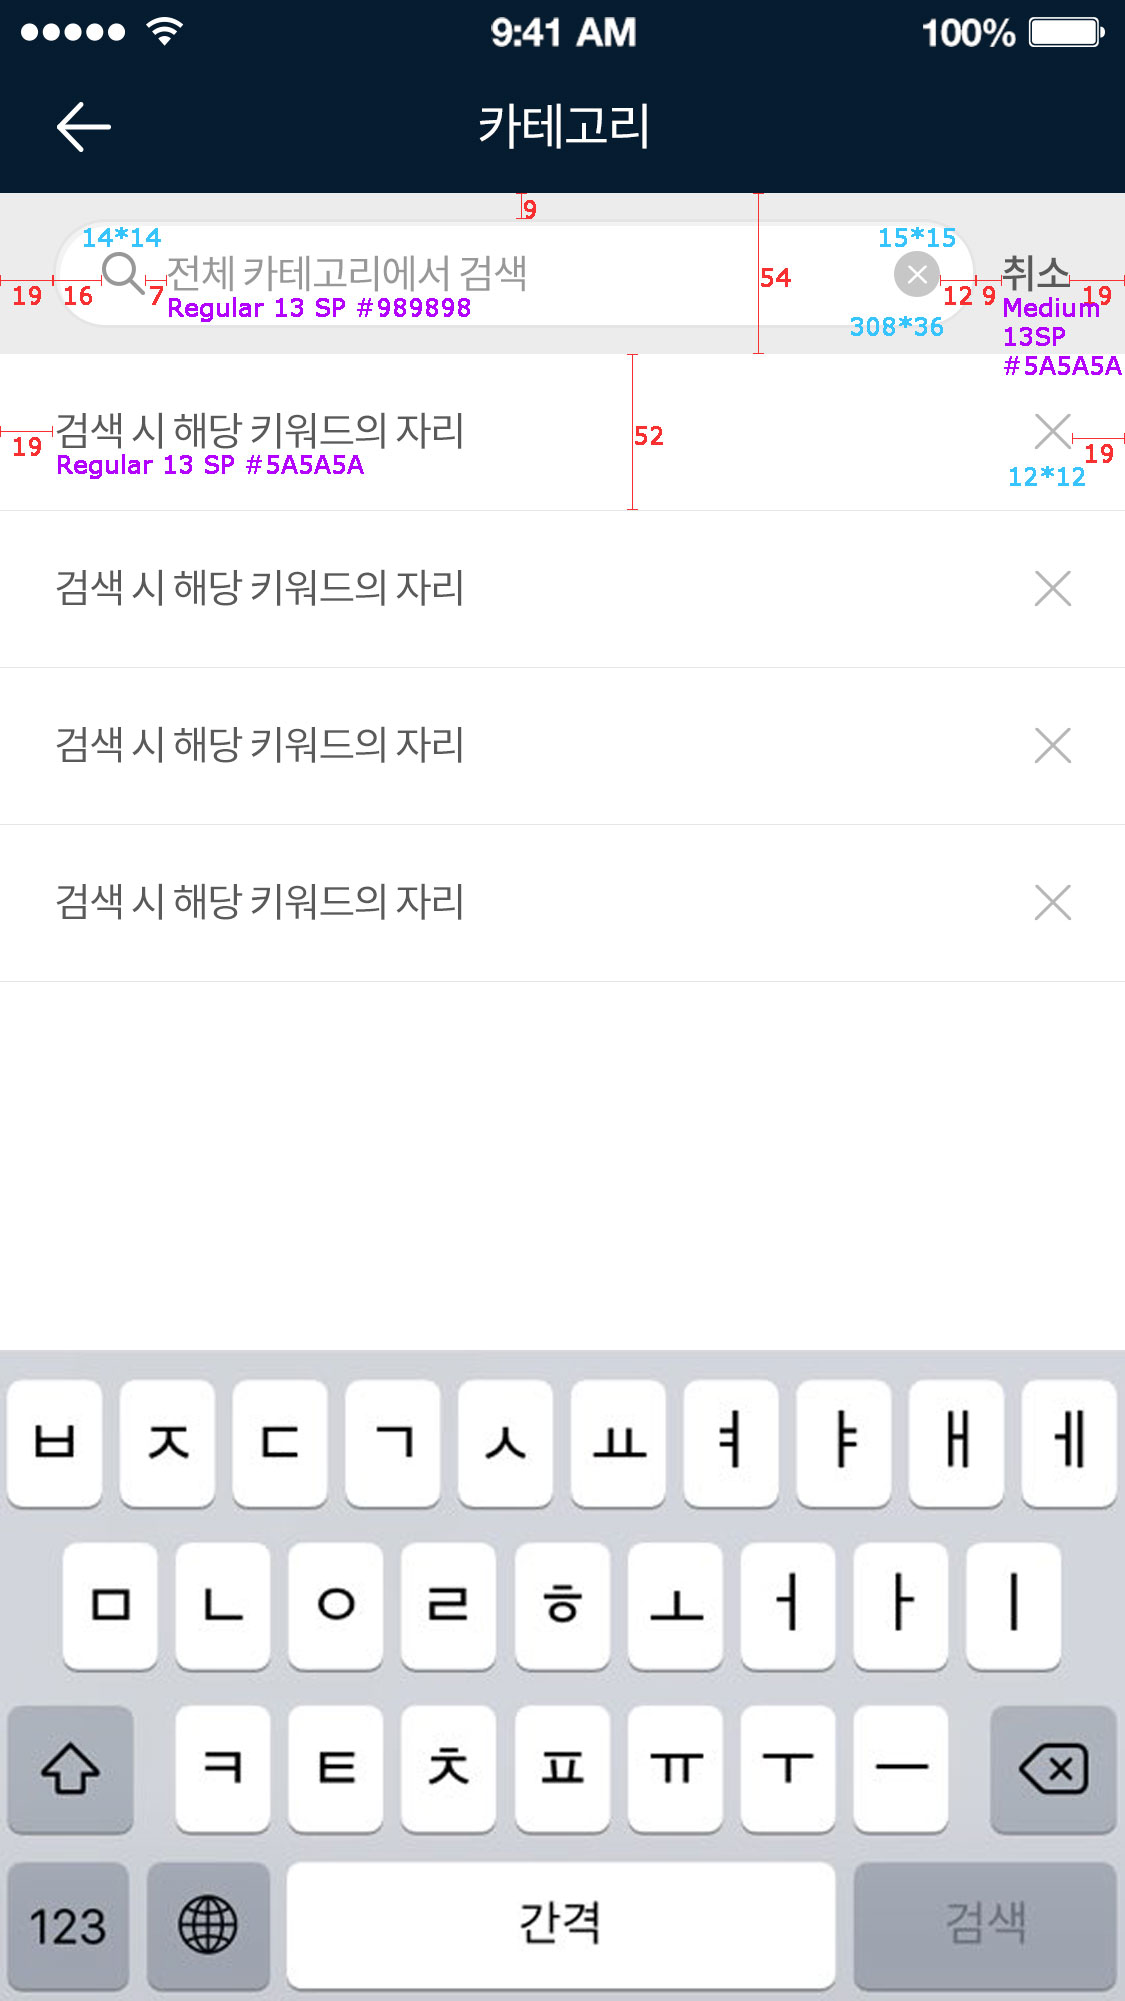 9:41 AM 100%
카테고리
9
14*14 15*15
전체 카테고리에서 검색 취소
54
19 16 7 12 9 19
Regular 13 SP #989898 Medium
13SP
#5A5A5A
308*36
검색 시 해당 키워드의 자리
52
19 19
Regular 13 SP #5A5A5A
12*12
검색 시 해당 키워드의 자리
검색 시 해당 키워드의 자리
검색 시 해당 키워드의 자리
ㅂ ㅈ ㄷ ㄱ ㅅ ㅛ ㅕ ㅑ ㅐ ㅔ
ㅁ ㄴ ㅇ ㄹ ㅎ ㅗ ㅓ ㅏ ㅣ
ㅋ ㅌ ㅊ ㅍ ㅠ ㅜ ㅡ
123 간격 검색